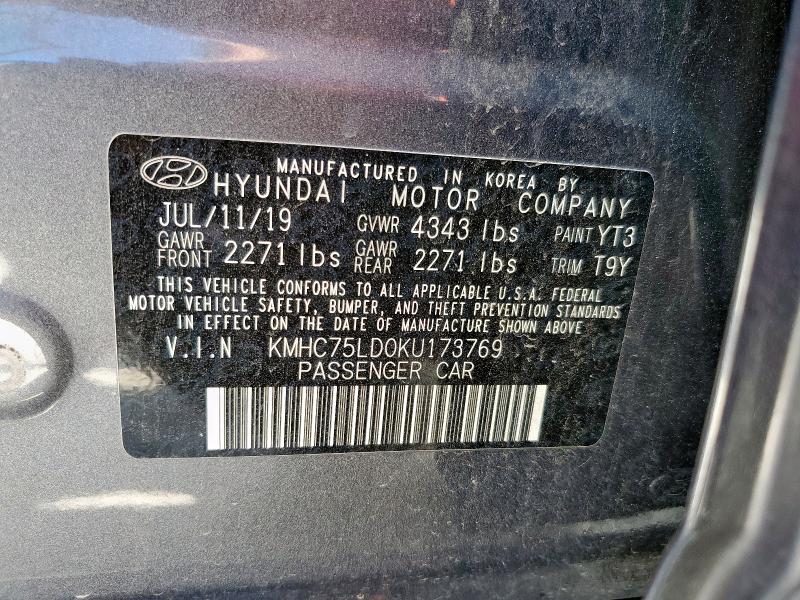 MANUFACTURED IN KOREA BY
HYUNDAI MOTOR COMPANY
JUL/11/19 GVWR 4343 lbs PAINT YT3
GAWR FRONT 2271 lbs GAWR REAR 2271 lbs TRIM T9Y
THIS VEHICLE CONFORMS TO ALL APPLICABLE U.S.A. FEDERAL
MOTOR VEHICLE SAFETY, BUMPER, AND THEFT PREVENTION STANDARDS
IN EFFECT ON THE DATE OF MANUFACTURE SHOWN ABOVE
V.I.N KMHC75LD0KU173769
PASSENGER CAR